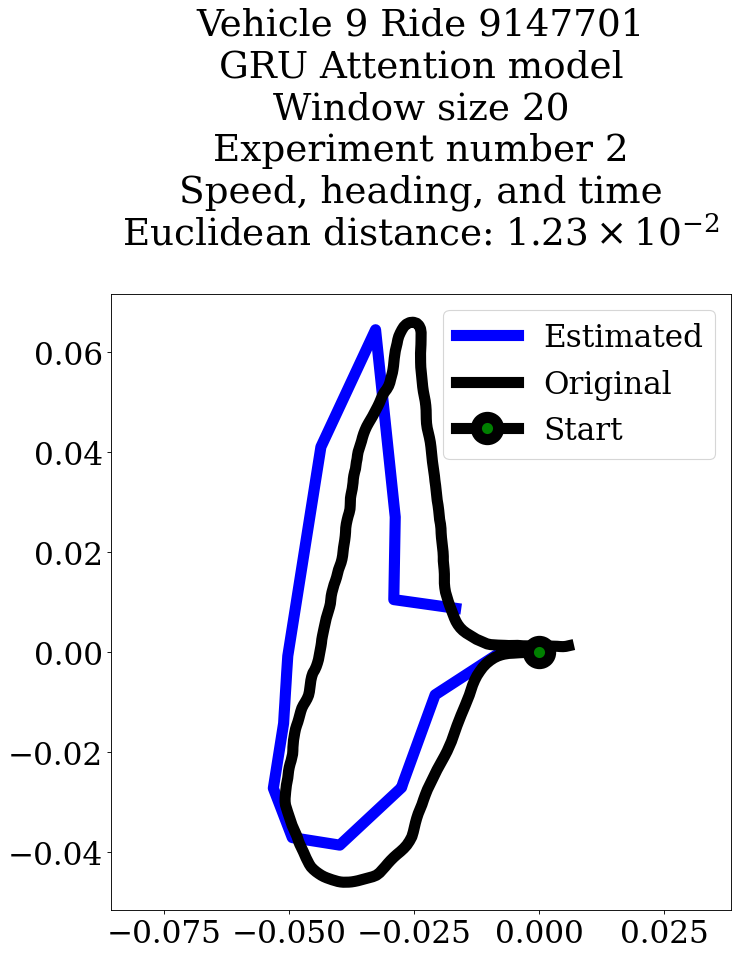 Vehicle 9 Ride 9147701
GRU Attention model
Window size 20
Experiment number 2
Speed, heading, and time
Euclidean distance: 1.23 × 10⁻²
Estimated
Original
Start
0.06
0.04
0.02
0.00
−0.02
−0.04
−0.075 −0.050 −0.025 0.000 0.025